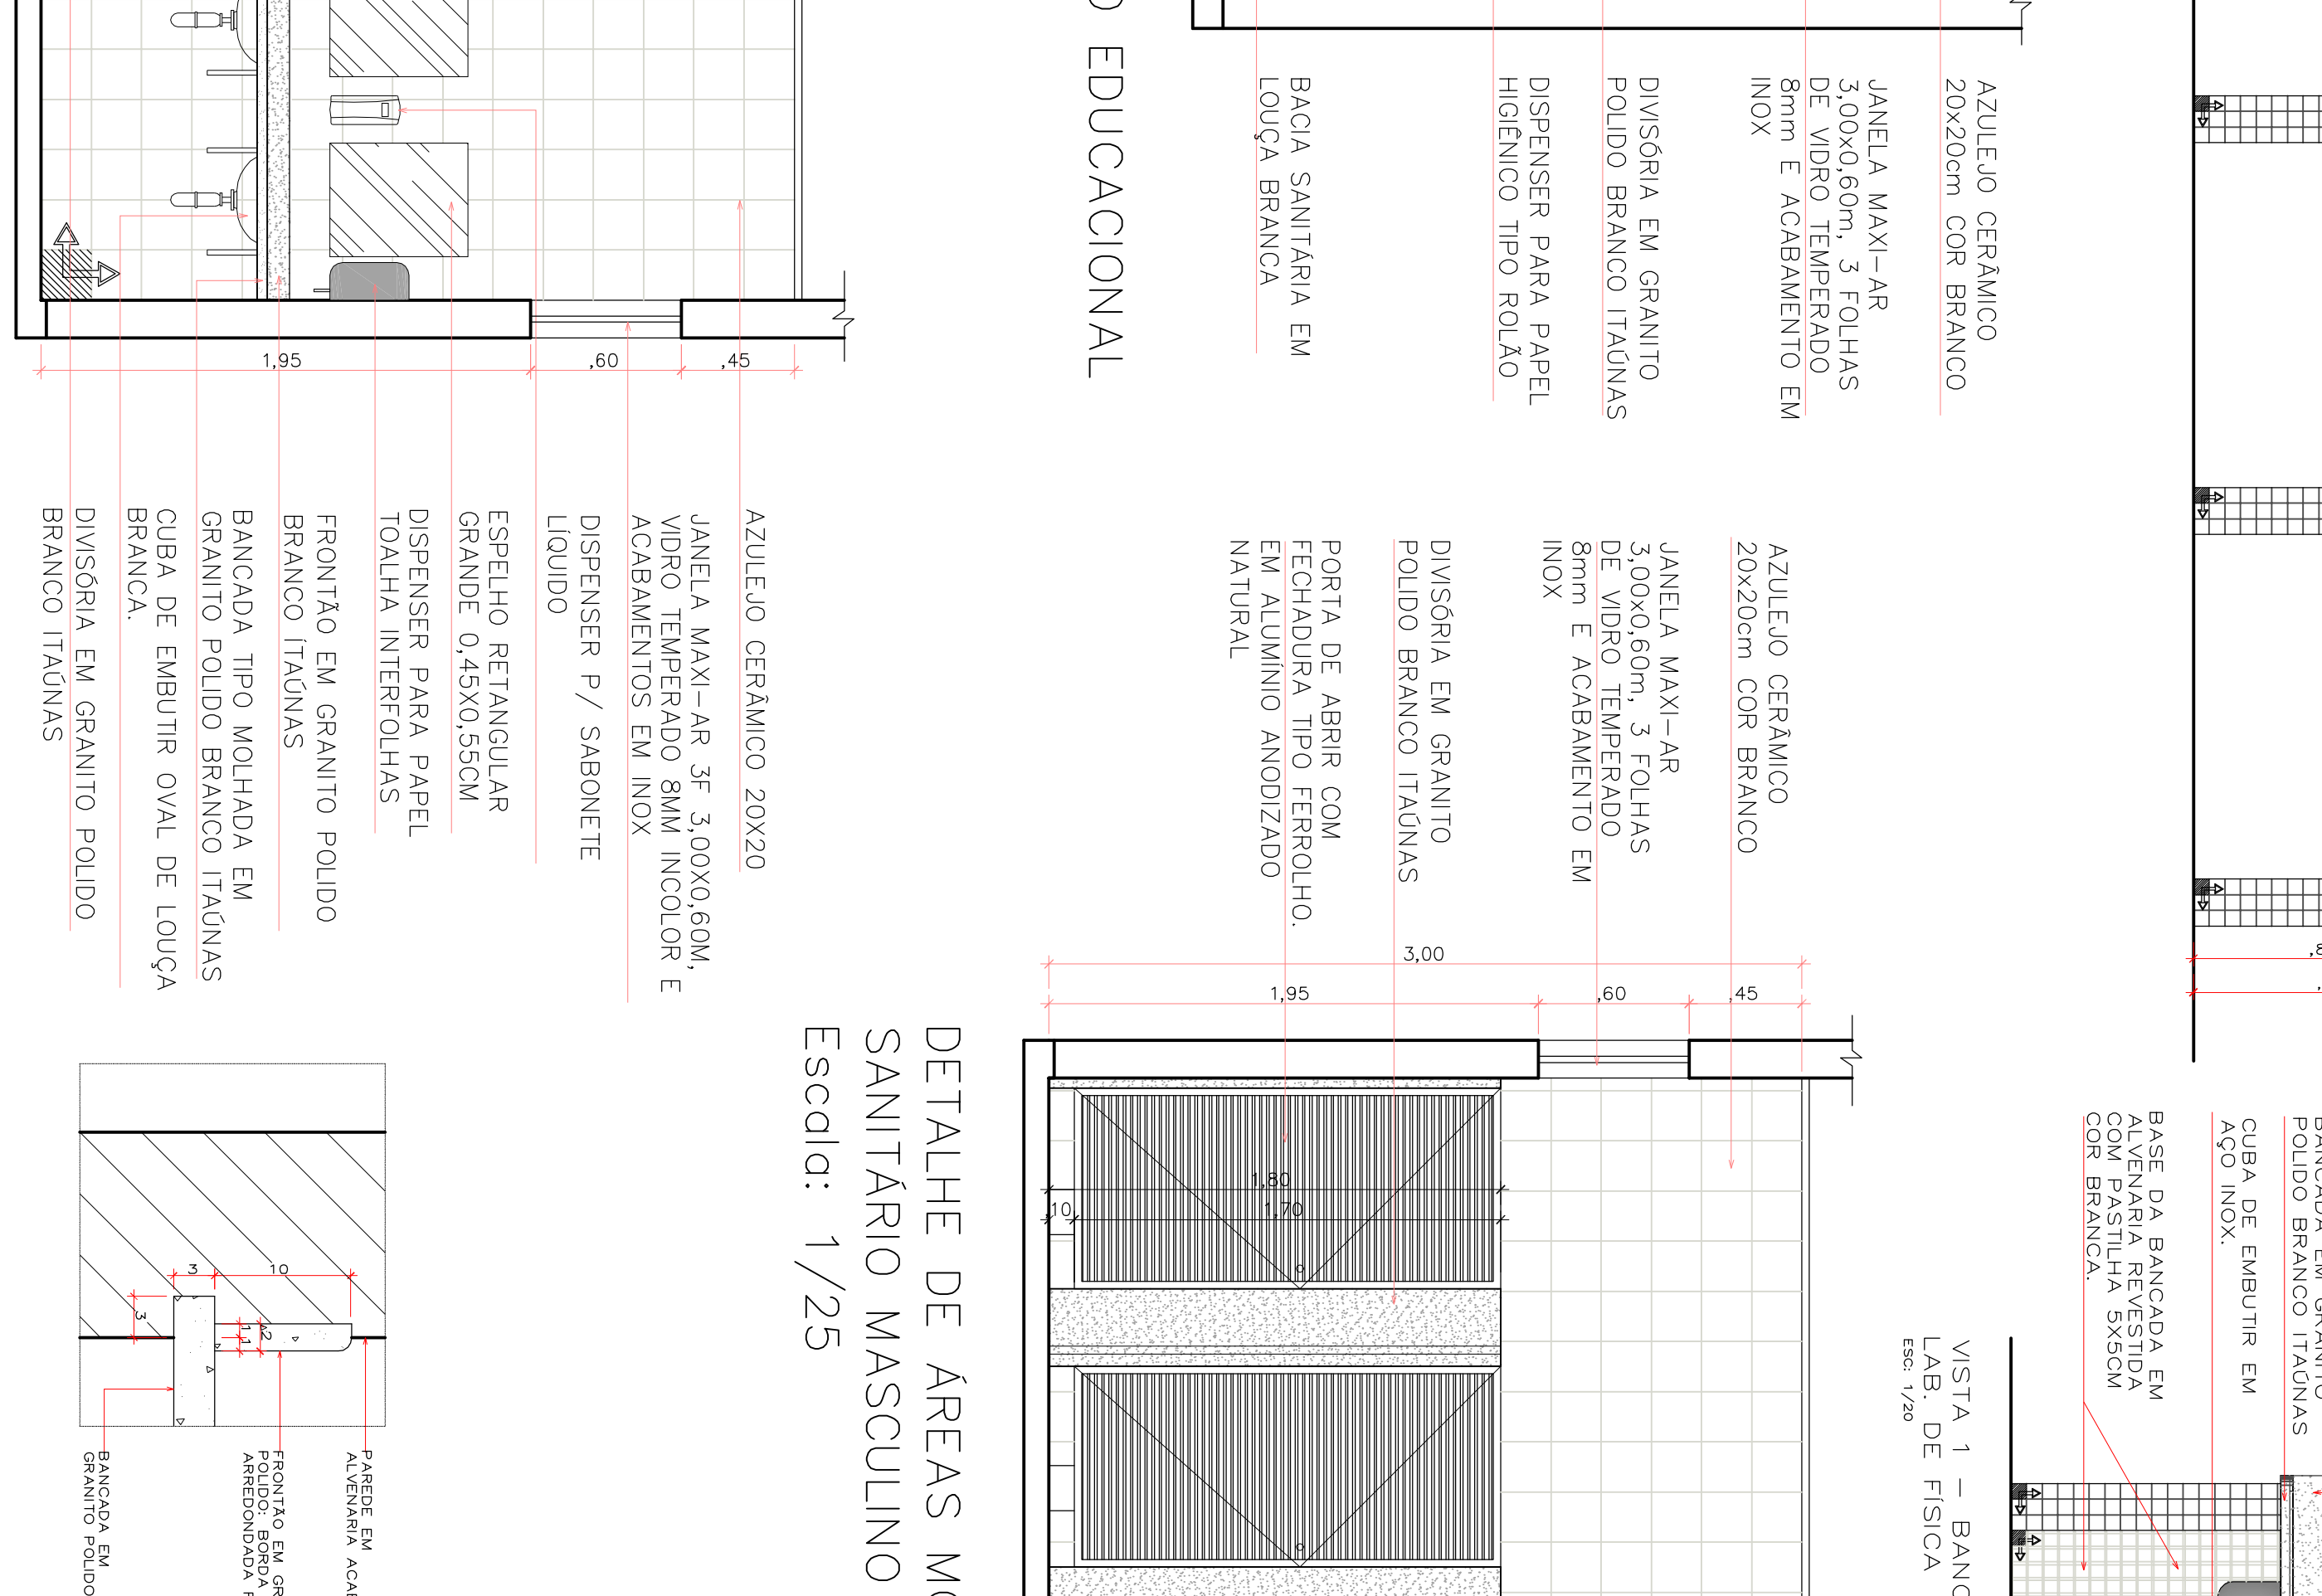 EDUCACIONAL
AZULEJO CERÂMICO
20x20cm COR BRANCO
JANELA MAXI-AR
3,00x0,60m, 3 FOLHAS
DE VIDRO TEMPERADO
8mm E ACABAMENTO EM
INOX
DIVISÓRIA EM GRANITO
POLIDO BRANCO ITAÚNAS
DISPENSER PARA PAPEL
HIGIÊNICO TIPO ROLÃO
BACIA SANITÁRIA EM
LOUÇA BRANCA
1,95
,60
,45
AZULEJO CERÂMICO 20X20
JANELA MAXI-AR 3F 3,00X0,60M,
VIDRO TEMPERADO 8MM INCOLOR E
ACABAMENTOS EM INOX
DISPENSER P/ SABONETE
LÍQUIDO
ESPELHO RETANGULAR
GRANDE 0,45X0,55CM
DISPENSER PARA PAPEL
TOALHA INTERFOLHAS
FRONTÃO EM GRANITO POLIDO
BRANCO ÍTAÚNAS
BANCADA TIPO MOLHADA EM
GRANITO POLIDO BRANCO ITAÚNAS
CUBA DE EMBUTIR OVAL DE LOUÇA
BRANCA.
DIVISÓRIA EM GRANITO POLIDO
BRANCO ITAÚNAS
AZULEJO CERÂMICO
20x20cm COR BRANCO
JANELA MAXI-AR
3,00x0,60m, 3 FOLHAS
DE VIDRO TEMPERADO
8mm E ACABAMENTO EM
INOX
DIVISÓRIA EM GRANITO
POLIDO BRANCO ITAÚNAS
PORTA DE ABRIR COM
FECHADURA TIPO FERROLHO.
EM ALUMÍNIO ANODIZADO
NATURAL
3,00
1,95
,60
,45
1,80
1,70
,10
DETALHE DE ÁREAS
SANITÁRIO MASCULINO
Escala: 1/25
3
10
3
2
1
1
PAREDE EM
ALVENARIA
FRONTÃO EM
POLIDO: BORDA
ARREDONDADA
BANCADA EM
GRANITO POLIDO
BANCADA EM GRANITO
POLIDO BRANCO ITAÚNAS
CUBA DE EMBUTIR EM
AÇO INOX.
BASE DA BANCADA EM
ALVENARIA REVESTIDA
COM PASTILHA 5X5CM
COR BRANCA.
VISTA 1 -
LAB. DE FÍSICA
ESC: 1/20